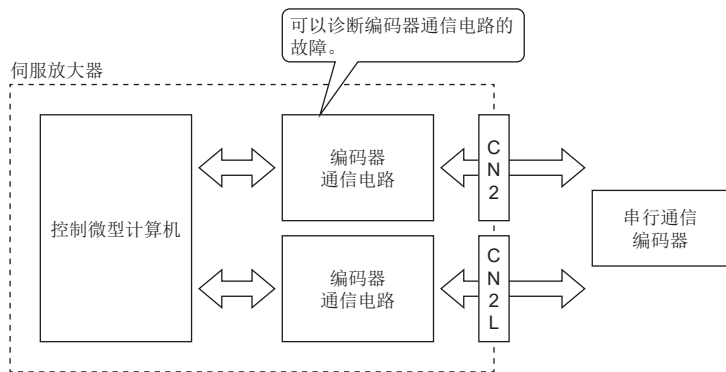 可以诊断编码器通信电路的
故障。
伺服放大器
控制微型计算机
编码器
通信电路
CN2
串行通信
编码器
编码器
通信电路
CN2L